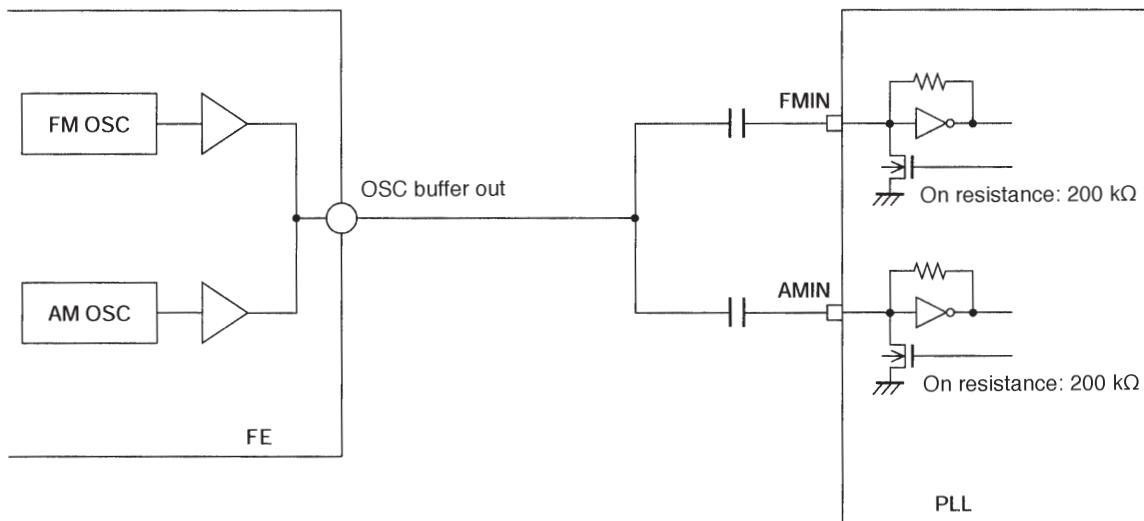 FM OSC
AM OSC
OSC buffer out
FE
FMIN
On resistance: 200 kΩ
AMIN
On resistance: 200 kΩ
PLL